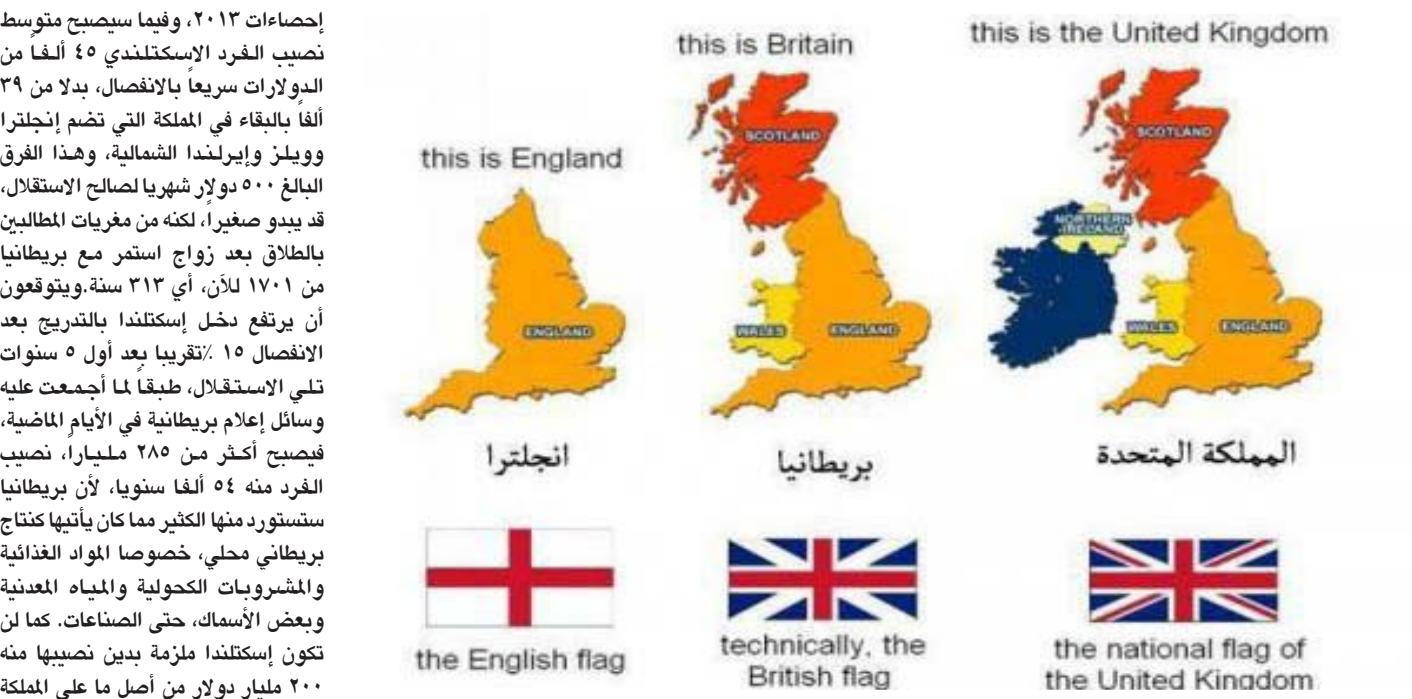 إحصاءات ٢٠١٣، وفيما سيصبح متوسط
نصيب الفرد الاسكتلندي ٤٥ ألفاً من
الدولارات سريعاً بالانفصال، بدلا من ٣٩
ألفاً بالبقاء في المملكة التي تضم إنجلترا
وويلز وإيرلندا الشمالية، وهذا الفرق
البالغ ٥٠٠ دولار شهريا لصالح الاستقلال،
قد يبدو صغيراً، لكنه من مغريات المطالبين
بالطلاق بعد زواج استمر مع بريطانيا
من ١٧٠١ للآن، أي ٣١٣ سنة.ويتوقعون
أن يرتفع دخل إسكتلندا بالتدريج بعد
الانفصال ١٥ ٪تقريبا بعد أول ٥ سنوات
تلي الاستقلال، طبقاً لما أجمعت عليه
وسائل إعلام بريطانية في الأيام الماضية،
فيصبح أكثر من ٢٨٥ ملياراً، نصيب
الفرد منه ٥٤ ألفا سنويا، لأن بريطانيا
ستستورد منها الكثير مما كان يأتيها كنتاج
بريطاني محلي، خصوصا المواد الغذائية
والمشروبات الكحولية والمياه المعدنية
وبعض الأسماك، حتى الصناعات. كما لن
تكون إسكتلندا ملزمة بدين نصيبها منه
٢٠٠ مليار دولار من أصل ما على المملكة
this is England
ENGLAND
انجلترا
the English flag
this is Britain
SCOTLAND
WALES
ENGLAND
بريطانيا
technically, the
British flag
this is the United Kingdom
SCOTLAND
NORTHERN
IRELAND
WALES
ENGLAND
المملكة المتحدة
the national flag of
the United Kingdom